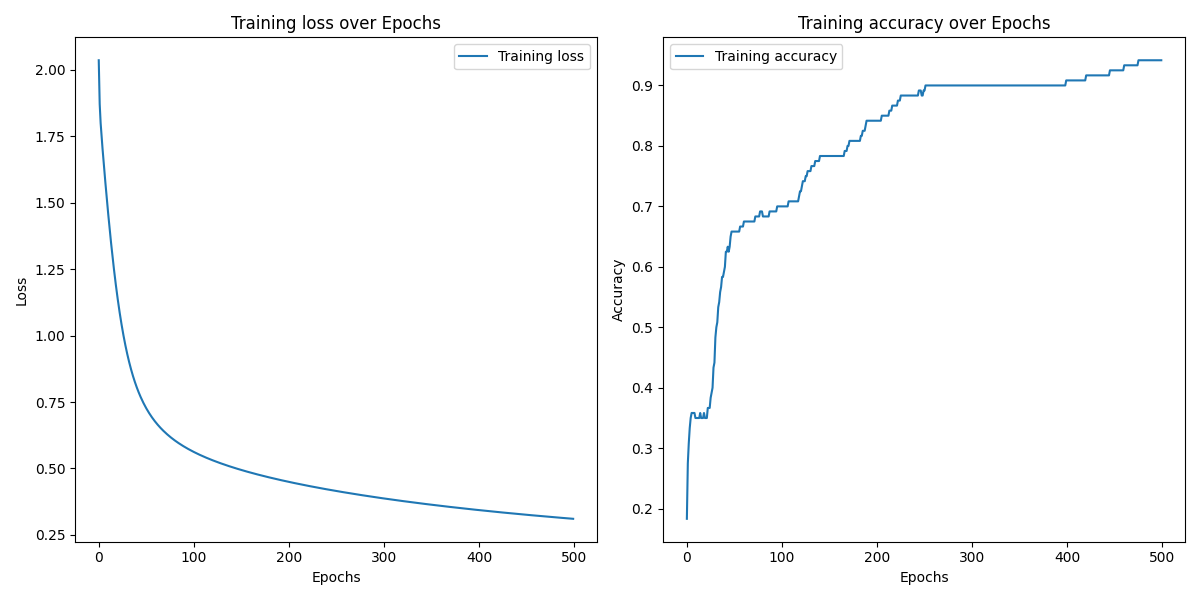 Training loss over Epochs
Training loss
2.00
1.75
1.50
1.25
1.00
0.75
0.50
0.25
Loss
0 100 200 300 400 500
Epochs
Training accuracy over Epochs
Training accuracy
0.9
0.8
0.7
0.6
0.5
0.4
0.3
0.2
Accuracy
0 100 200 300 400 500
Epochs